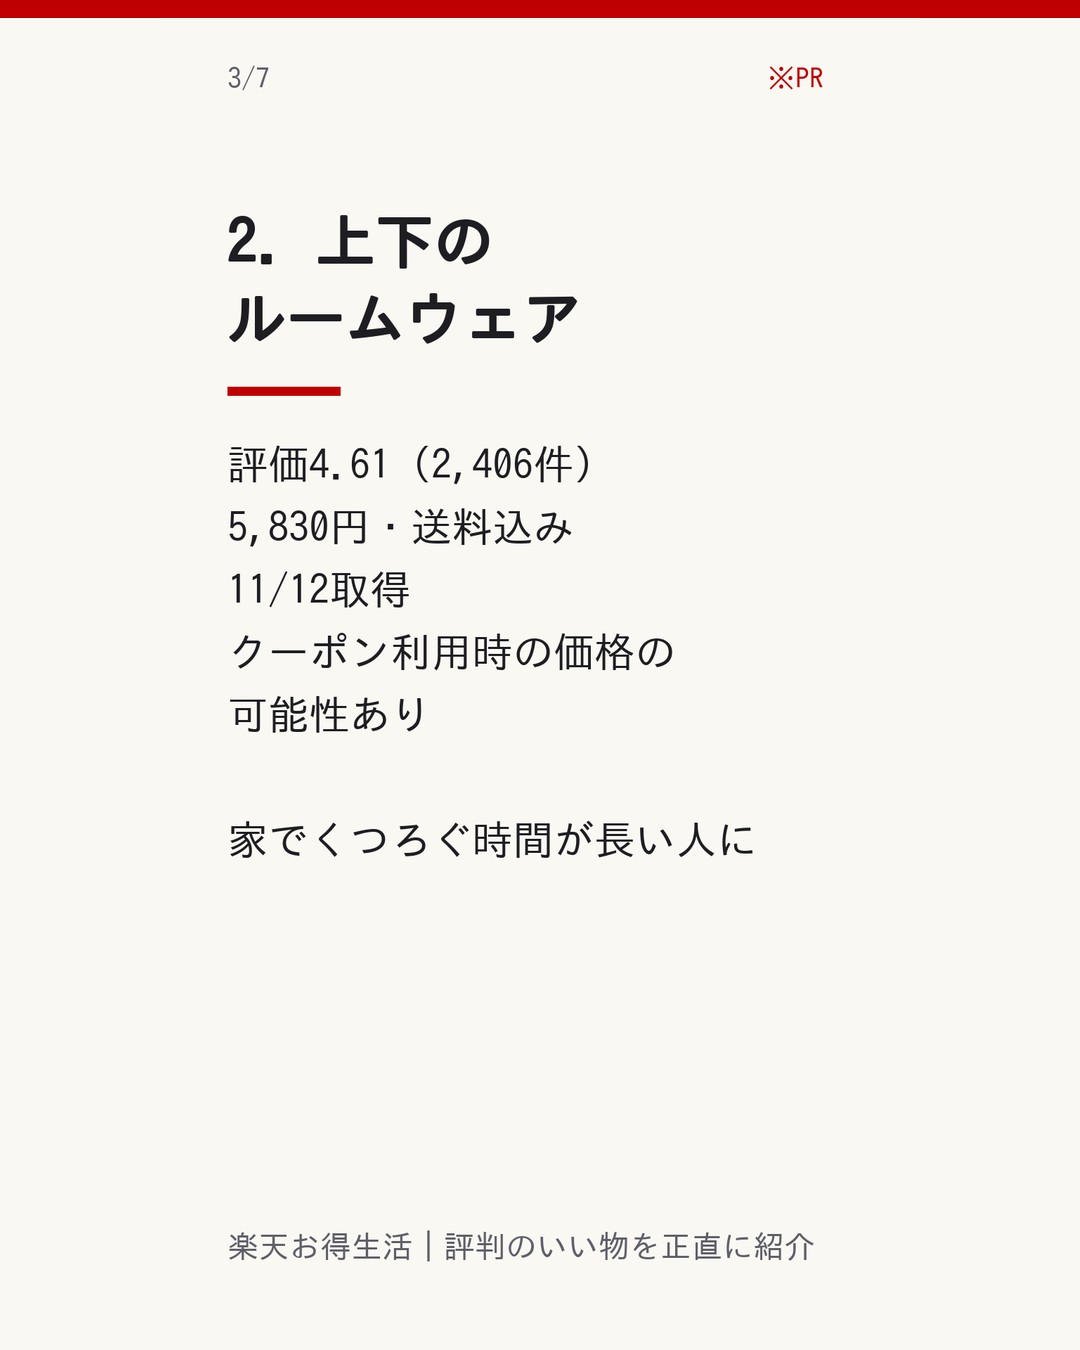 3/7
※PR
2. 上下の
ルームウェア
評価4.61（2,406件）
5,830円・送料込み
11/12取得
クーポン利用時の価格の
可能性あり
家でくつろぐ時間が長い人に
楽天お得生活｜評判のいい物を正直に紹介